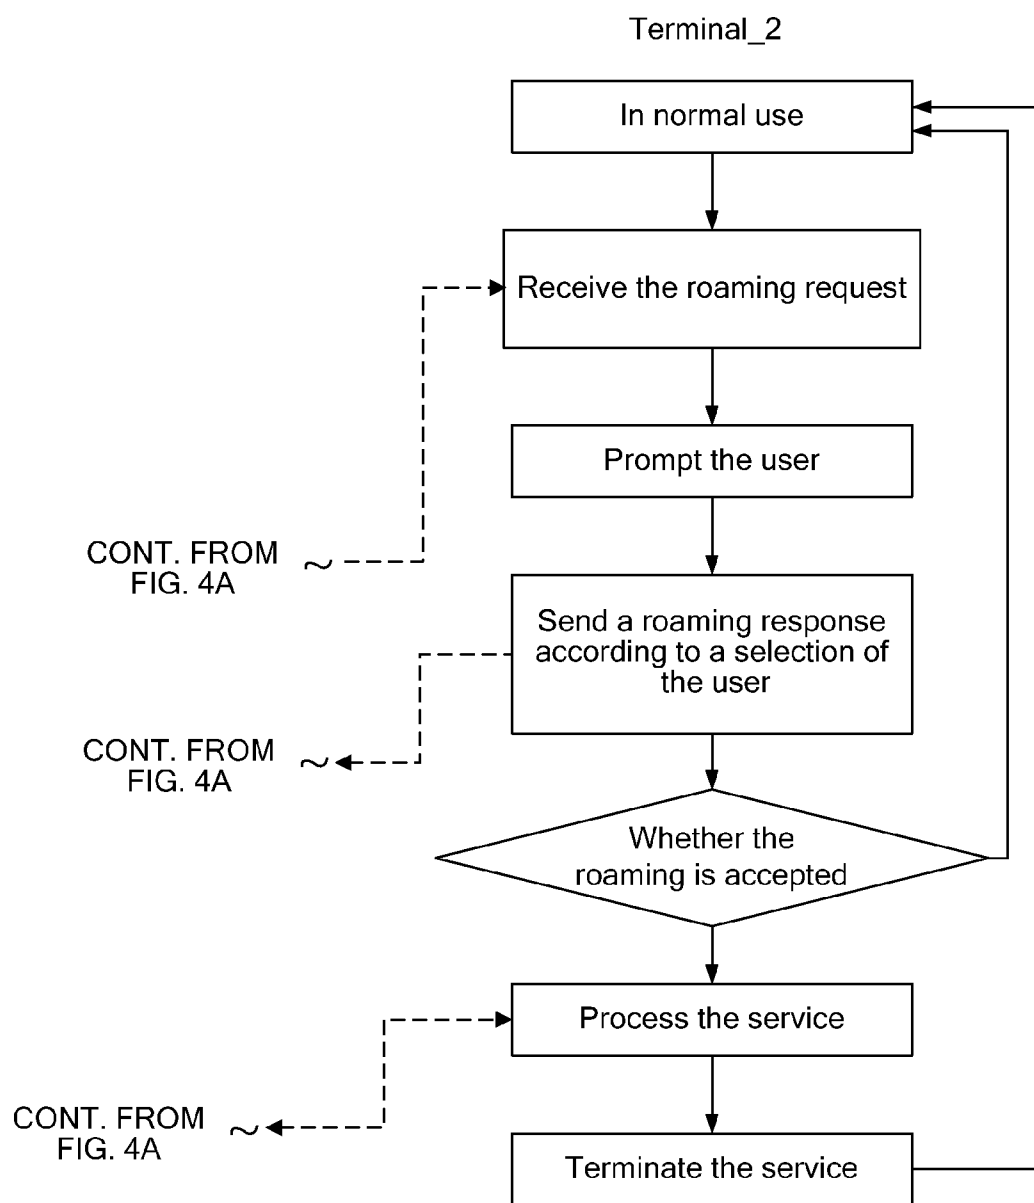 Terminal_2
In normal use
Receive the roaming request
Prompt the user
CONT. FROM
FIG. 4A
Send a roaming response
according to a selection of
the user
CONT. FROM
FIG. 4A
Whether the
roaming is accepted
Process the service
CONT. FROM
FIG. 4A
Terminate the service